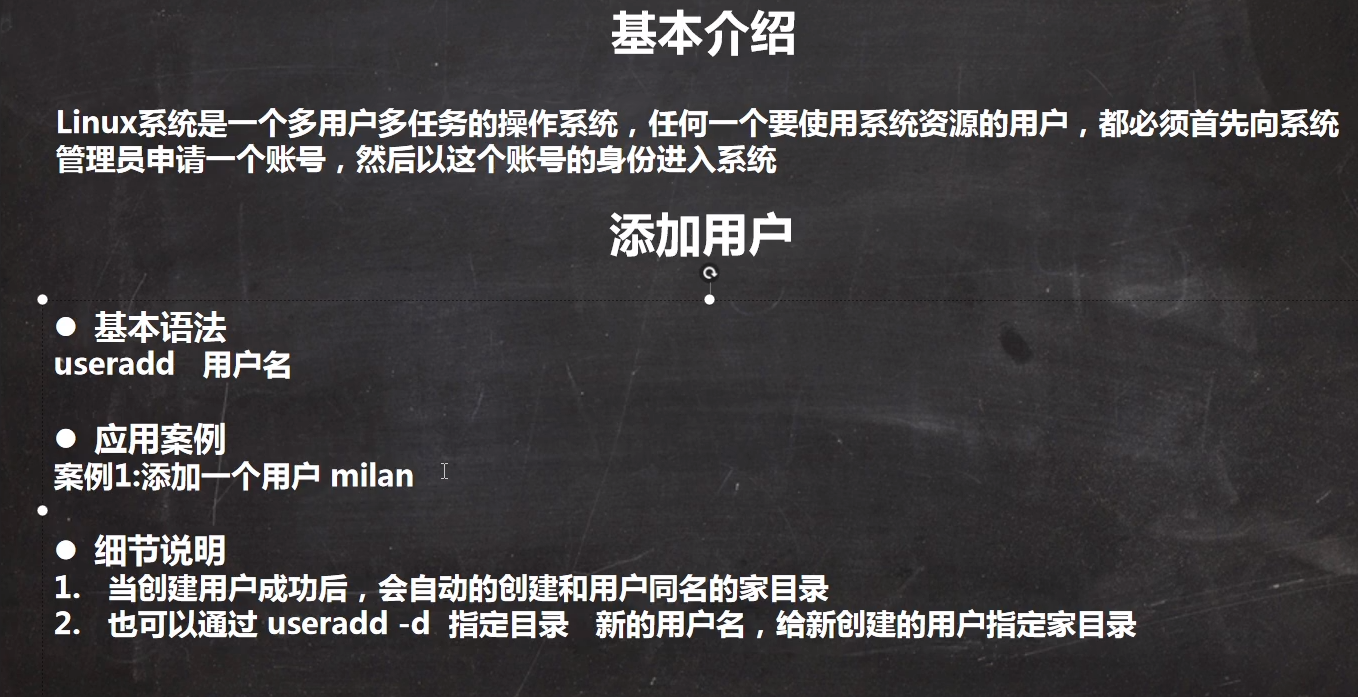 基本介绍
Linux系统是一个多用户多任务的操作系统，任何一个要使用系统资源的用户，都必须首先向系统
管理员申请一个账号，然后以这个账号的身份进入系统
添加用户
● 基本语法
useradd 用户名
● 应用案例
案例1:添加一个用户 milan
● 细节说明
1. 当创建用户成功后，会自动的创建和用户同名的家目录
2. 也可以通过 useradd -d 指定目录 新的用户名，给新创建的用户指定家目录